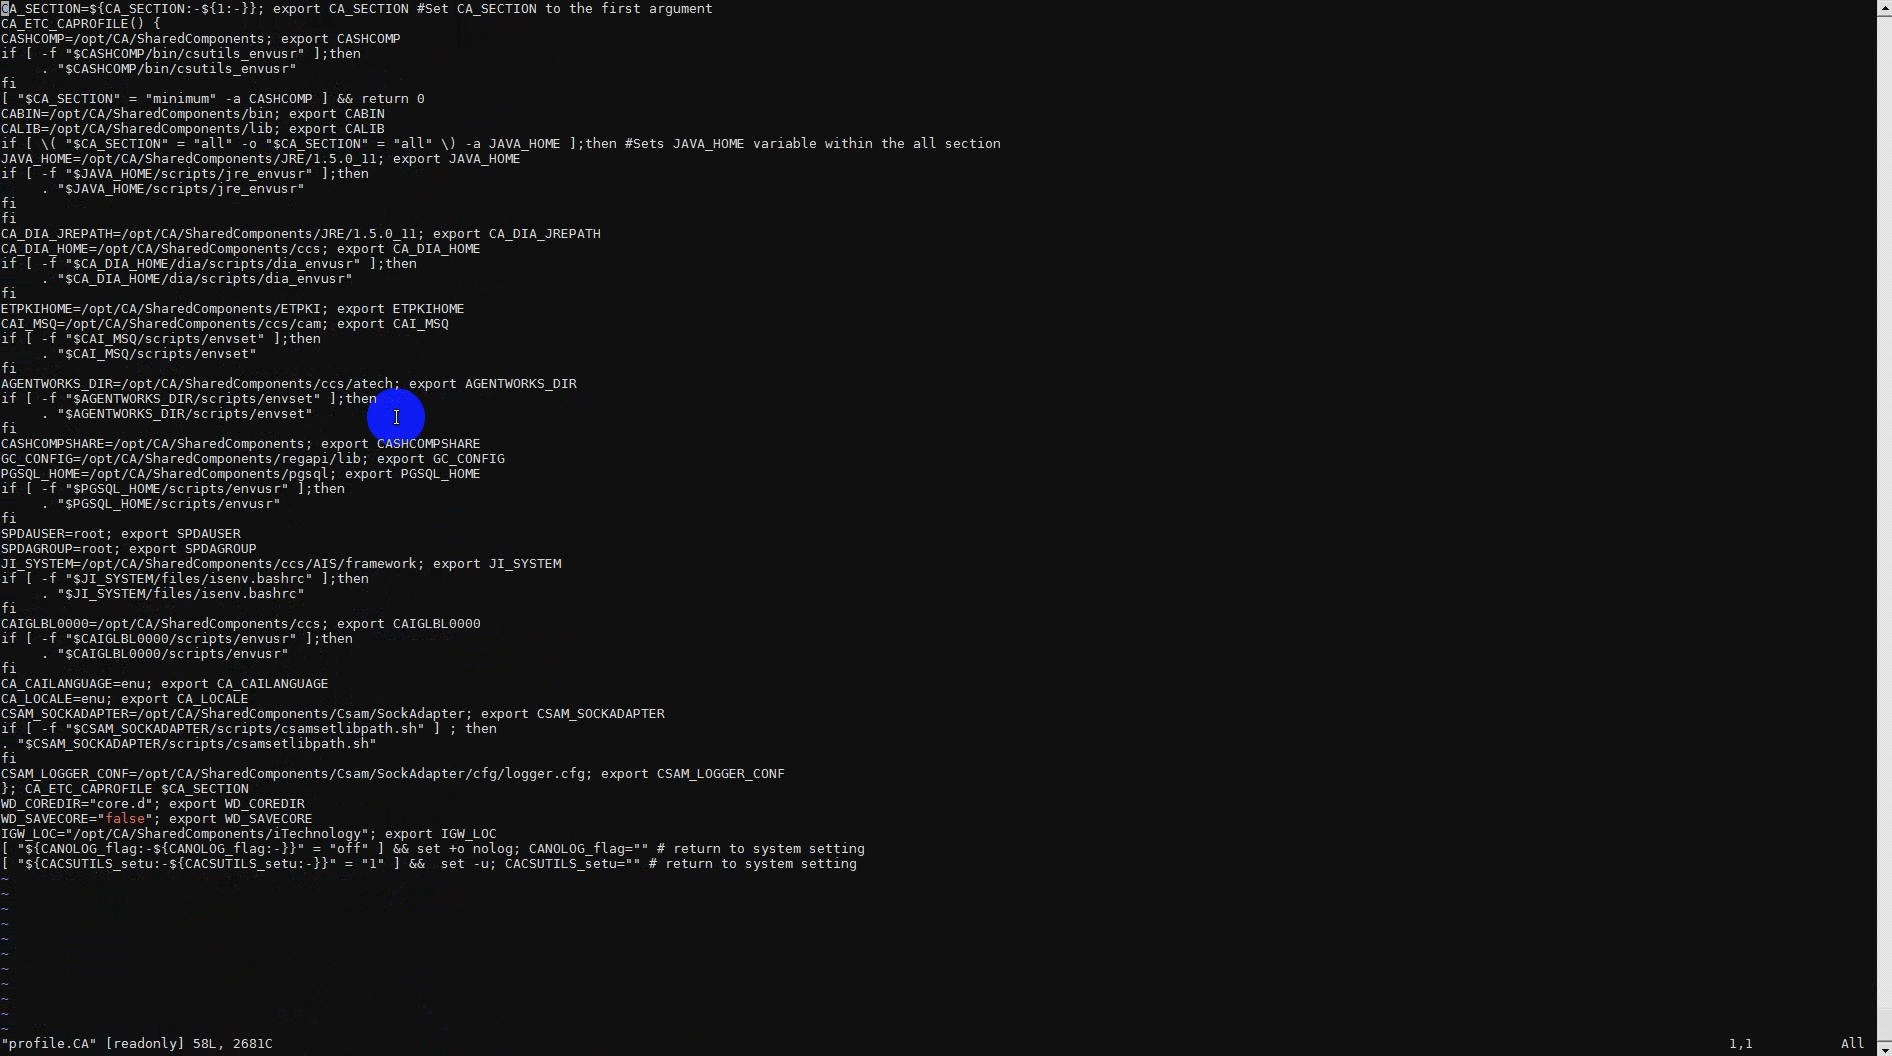 CA_SECTION=${CA_SECTION:-${1:-}}; export CA_SECTION #Set CA_SECTION to the first argument
CA_ETC_CAPROFILE() {
CASHCOMP=/opt/CA/SharedComponents; export CASHCOMP
if [ -f "$CASHCOMP/bin/csutils_envusr" ];then
     . "$CASHCOMP/bin/csutils_envusr"
fi
[ "$CA_SECTION" = "minimum" -a CASHCOMP ] && return 0
CABIN=/opt/CA/SharedComponents/bin; export CABIN
CALIB=/opt/CA/SharedComponents/lib; export CALIB
if [ \( "$CA_SECTION" = "all" -o "$CA_SECTION" = "all" \) -a JAVA_HOME ];then #Sets JAVA_HOME variable within the all section
JAVA_HOME=/opt/CA/SharedComponents/JRE/1.5.0_11; export JAVA_HOME
if [ -f "$JAVA_HOME/scripts/jre_envusr" ];then
     . "$JAVA_HOME/scripts/jre_envusr"
fi
fi
CA_DIA_JREPATH=/opt/CA/SharedComponents/JRE/1.5.0_11; export CA_DIA_JREPATH
CA_DIA_HOME=/opt/CA/SharedComponents/ccs; export CA_DIA_HOME
if [ -f "$CA_DIA_HOME/dia/scripts/dia_envusr" ];then
     . "$CA_DIA_HOME/dia/scripts/dia_envusr"
fi
ETPKIHOME=/opt/CA/SharedComponents/ETPKI; export ETPKIHOME
CAI_MSQ=/opt/CA/SharedComponents/ccs/cam; export CAI_MSQ
if [ -f "$CAI_MSQ/scripts/envset" ];then
     . "$CAI_MSQ/scripts/envset"
fi
AGENTWORKS_DIR=/opt/CA/SharedComponents/ccs/atech; export AGENTWORKS_DIR
if [ -f "$AGENTWORKS_DIR/scripts/envset" ];then
     . "$AGENTWORKS_DIR/scripts/envset"
fi
CASHCOMPSHARE=/opt/CA/SharedComponents; export CASHCOMPSHARE
GC_CONFIG=/opt/CA/SharedComponents/regapi/lib; export GC_CONFIG
PGSQL_HOME=/opt/CA/SharedComponents/pgsql; export PGSQL_HOME
if [ -f "$PGSQL_HOME/scripts/envusr" ];then
     . "$PGSQL_HOME/scripts/envusr"
fi
SPDAUSER=root; export SPDAUSER
SPDAGROUP=root; export SPDAGROUP
JI_SYSTEM=/opt/CA/SharedComponents/ccs/AIS/framework; export JI_SYSTEM
if [ -f "$JI_SYSTEM/files/isenv.bashrc" ];then
     . "$JI_SYSTEM/files/isenv.bashrc"
fi
CAIGLBL0000=/opt/CA/SharedComponents/ccs; export CAIGLBL0000
if [ -f "$CAIGLBL0000/scripts/envusr" ];then
     . "$CAIGLBL0000/scripts/envusr"
fi
CA_CAILANGUAGE=enu; export CA_CAILANGUAGE
CA_LOCALE=enu; export CA_LOCALE
CSAM_SOCKADAPTER=/opt/CA/SharedComponents/Csam/SockAdapter; export CSAM_SOCKADAPTER
if [ -f "$CSAM_SOCKADAPTER/scripts/csamsetlibpath.sh" ] ; then
. "$CSAM_SOCKADAPTER/scripts/csamsetlibpath.sh"
fi
CSAM_LOGGER_CONF=/opt/CA/SharedComponents/Csam/SockAdapter/cfg/logger.cfg; export CSAM_LOGGER_CONF
}; CA_ETC_CAPROFILE $CA_SECTION
WD_COREDIR="core.d"; export WD_COREDIR
WD_SAVECORE="false"; export WD_SAVECORE
IGW_LOC="/opt/CA/SharedComponents/iTechnology"; export IGW_LOC
[ "${CANOLOG_flag:-${CANOLOG_flag:-}}" = "off" ] && set +o nolog; CANOLOG_flag="" # return to system setting
[ "${CACSUTILS_setu:-${CACSUTILS_setu:-}}" = "1" ] &&  set -u; CACSUTILS_setu="" # return to system setting
~
~
~
~
~
~
~
~
~
~
~
"profile.CA" [readonly] 58L, 2681C 1,1 All